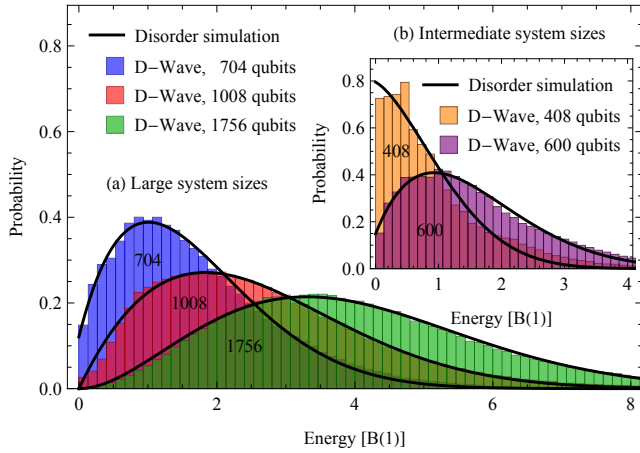 Disorder simulation
D−Wave, 704 qubits
D−Wave, 1008 qubits
D−Wave, 1756 qubits
(a) Large system sizes
704
1008
1756
0.0
0.2
0.4
0.6
0.8
0
2
4
6
8
Probability
Energy [B(1)]
(b) Intermediate system sizes
Disorder simulation
D−Wave, 408 qubits
D−Wave, 600 qubits
408
600
0.0
0.2
0.4
0.6
0.8
0
1
2
3
4
Probability
Energy [B(1)]